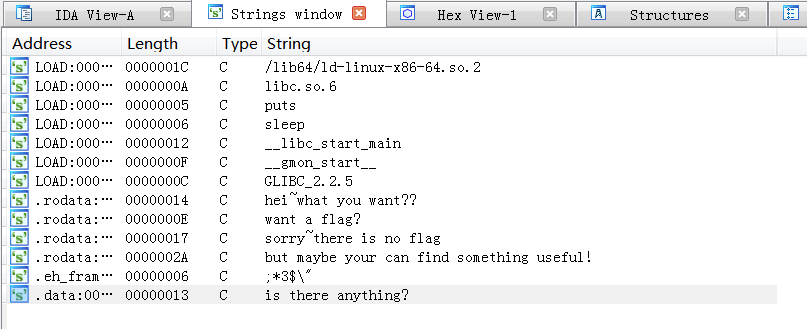 IDA View-A Strings window Hex View-1 Structures
Address Length Type String
LOAD:000… 0000001C C /lib64/ld-linux-x86-64.so.2
LOAD:000… 0000000A C libc.so.6
LOAD:000… 00000005 C puts
LOAD:000… 00000006 C sleep
LOAD:000… 00000012 C __libc_start_main
LOAD:000… 0000000F C __gmon_start__
LOAD:000… 0000000C C GLIBC_2.2.5
.rodata:… 00000014 C hei~what you want??
.rodata:… 0000000E C want a flag?
.rodata:… 00000017 C sorry~there is no flag
.rodata:… 0000002A C but maybe your can find something useful!
.eh_fram… 00000006 C ;*3$\"
.data:00… 00000013 C is there anything?